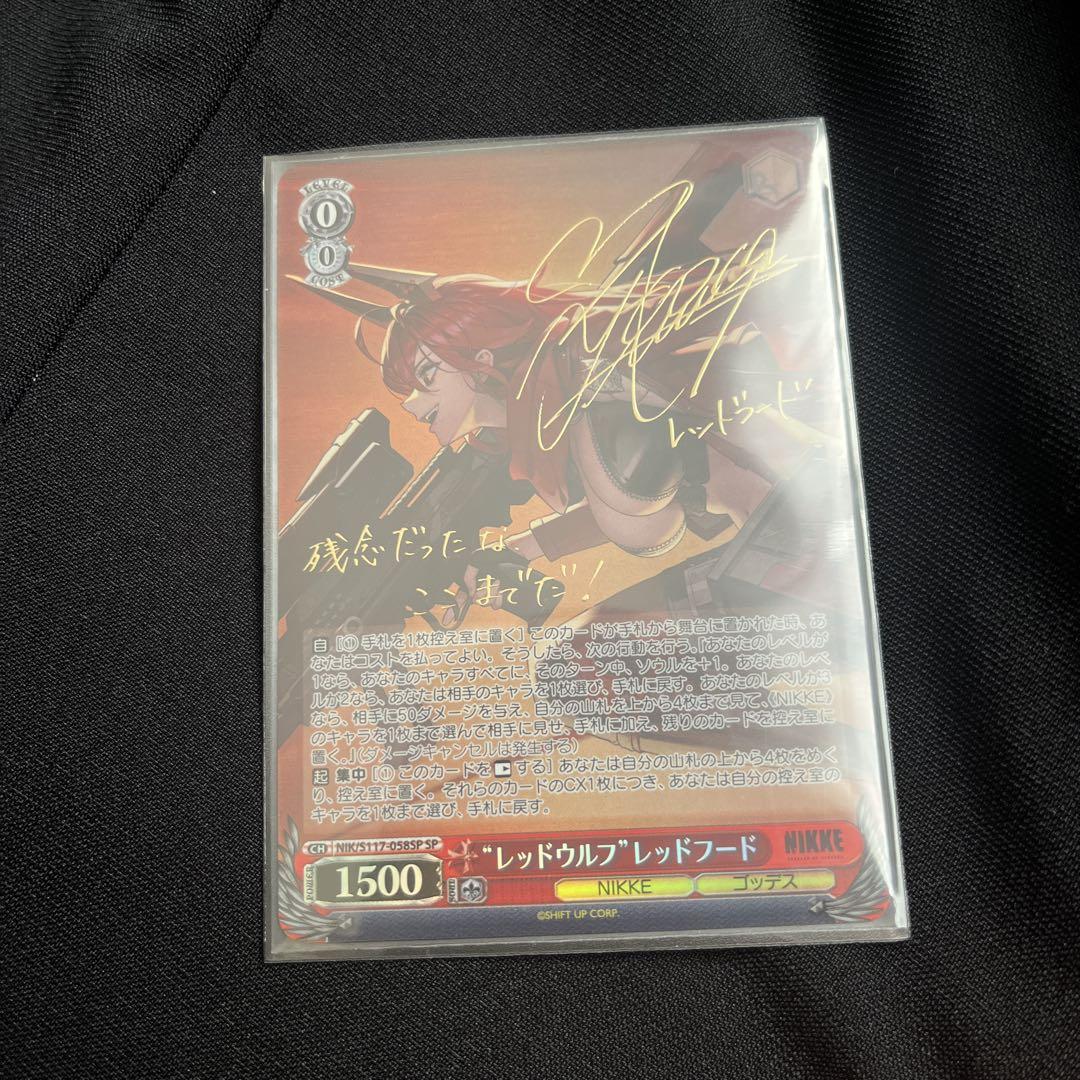 LEVEL
0
0
COST
レッドフード
残念だったな
ここまでだ!
自 [① 手札を1枚控え室に置く] このカードが手札から舞台に置かれた時、あ
なたはコストを払ってよい。そうしたら、次の行動を行う。「あなたのレベルが
1なら、あなたのキャラすべてに、そのターン中、ソウルを+1。あなたのレベ
ルが2なら、あなたは相手のキャラを1枚選び、手札に戻す。あなたのレベルが3
なら、相手に50ダメージを与え、自分の山札を上から4枚まで見て、《NIKKE》
のキャラを1枚まで選んで相手に見せ、手札に加え、残りのカードを控え室に
置く。」(ダメージキャンセルは発生する)
起 集中 [① このカードを する] あなたは自分の山札の上から4枚をめく
り、控え室に置く。それらのカードのCX1枚につき、あなたは自分の控え室の
キャラを1枚まで選び、手札に戻す。
CH NIK/S117-058SP SP
“レッドウルフ”レッドフード
NIKKE
POWER
1500
NIKKE
ゴッデス
©SHIFT UP CORP.